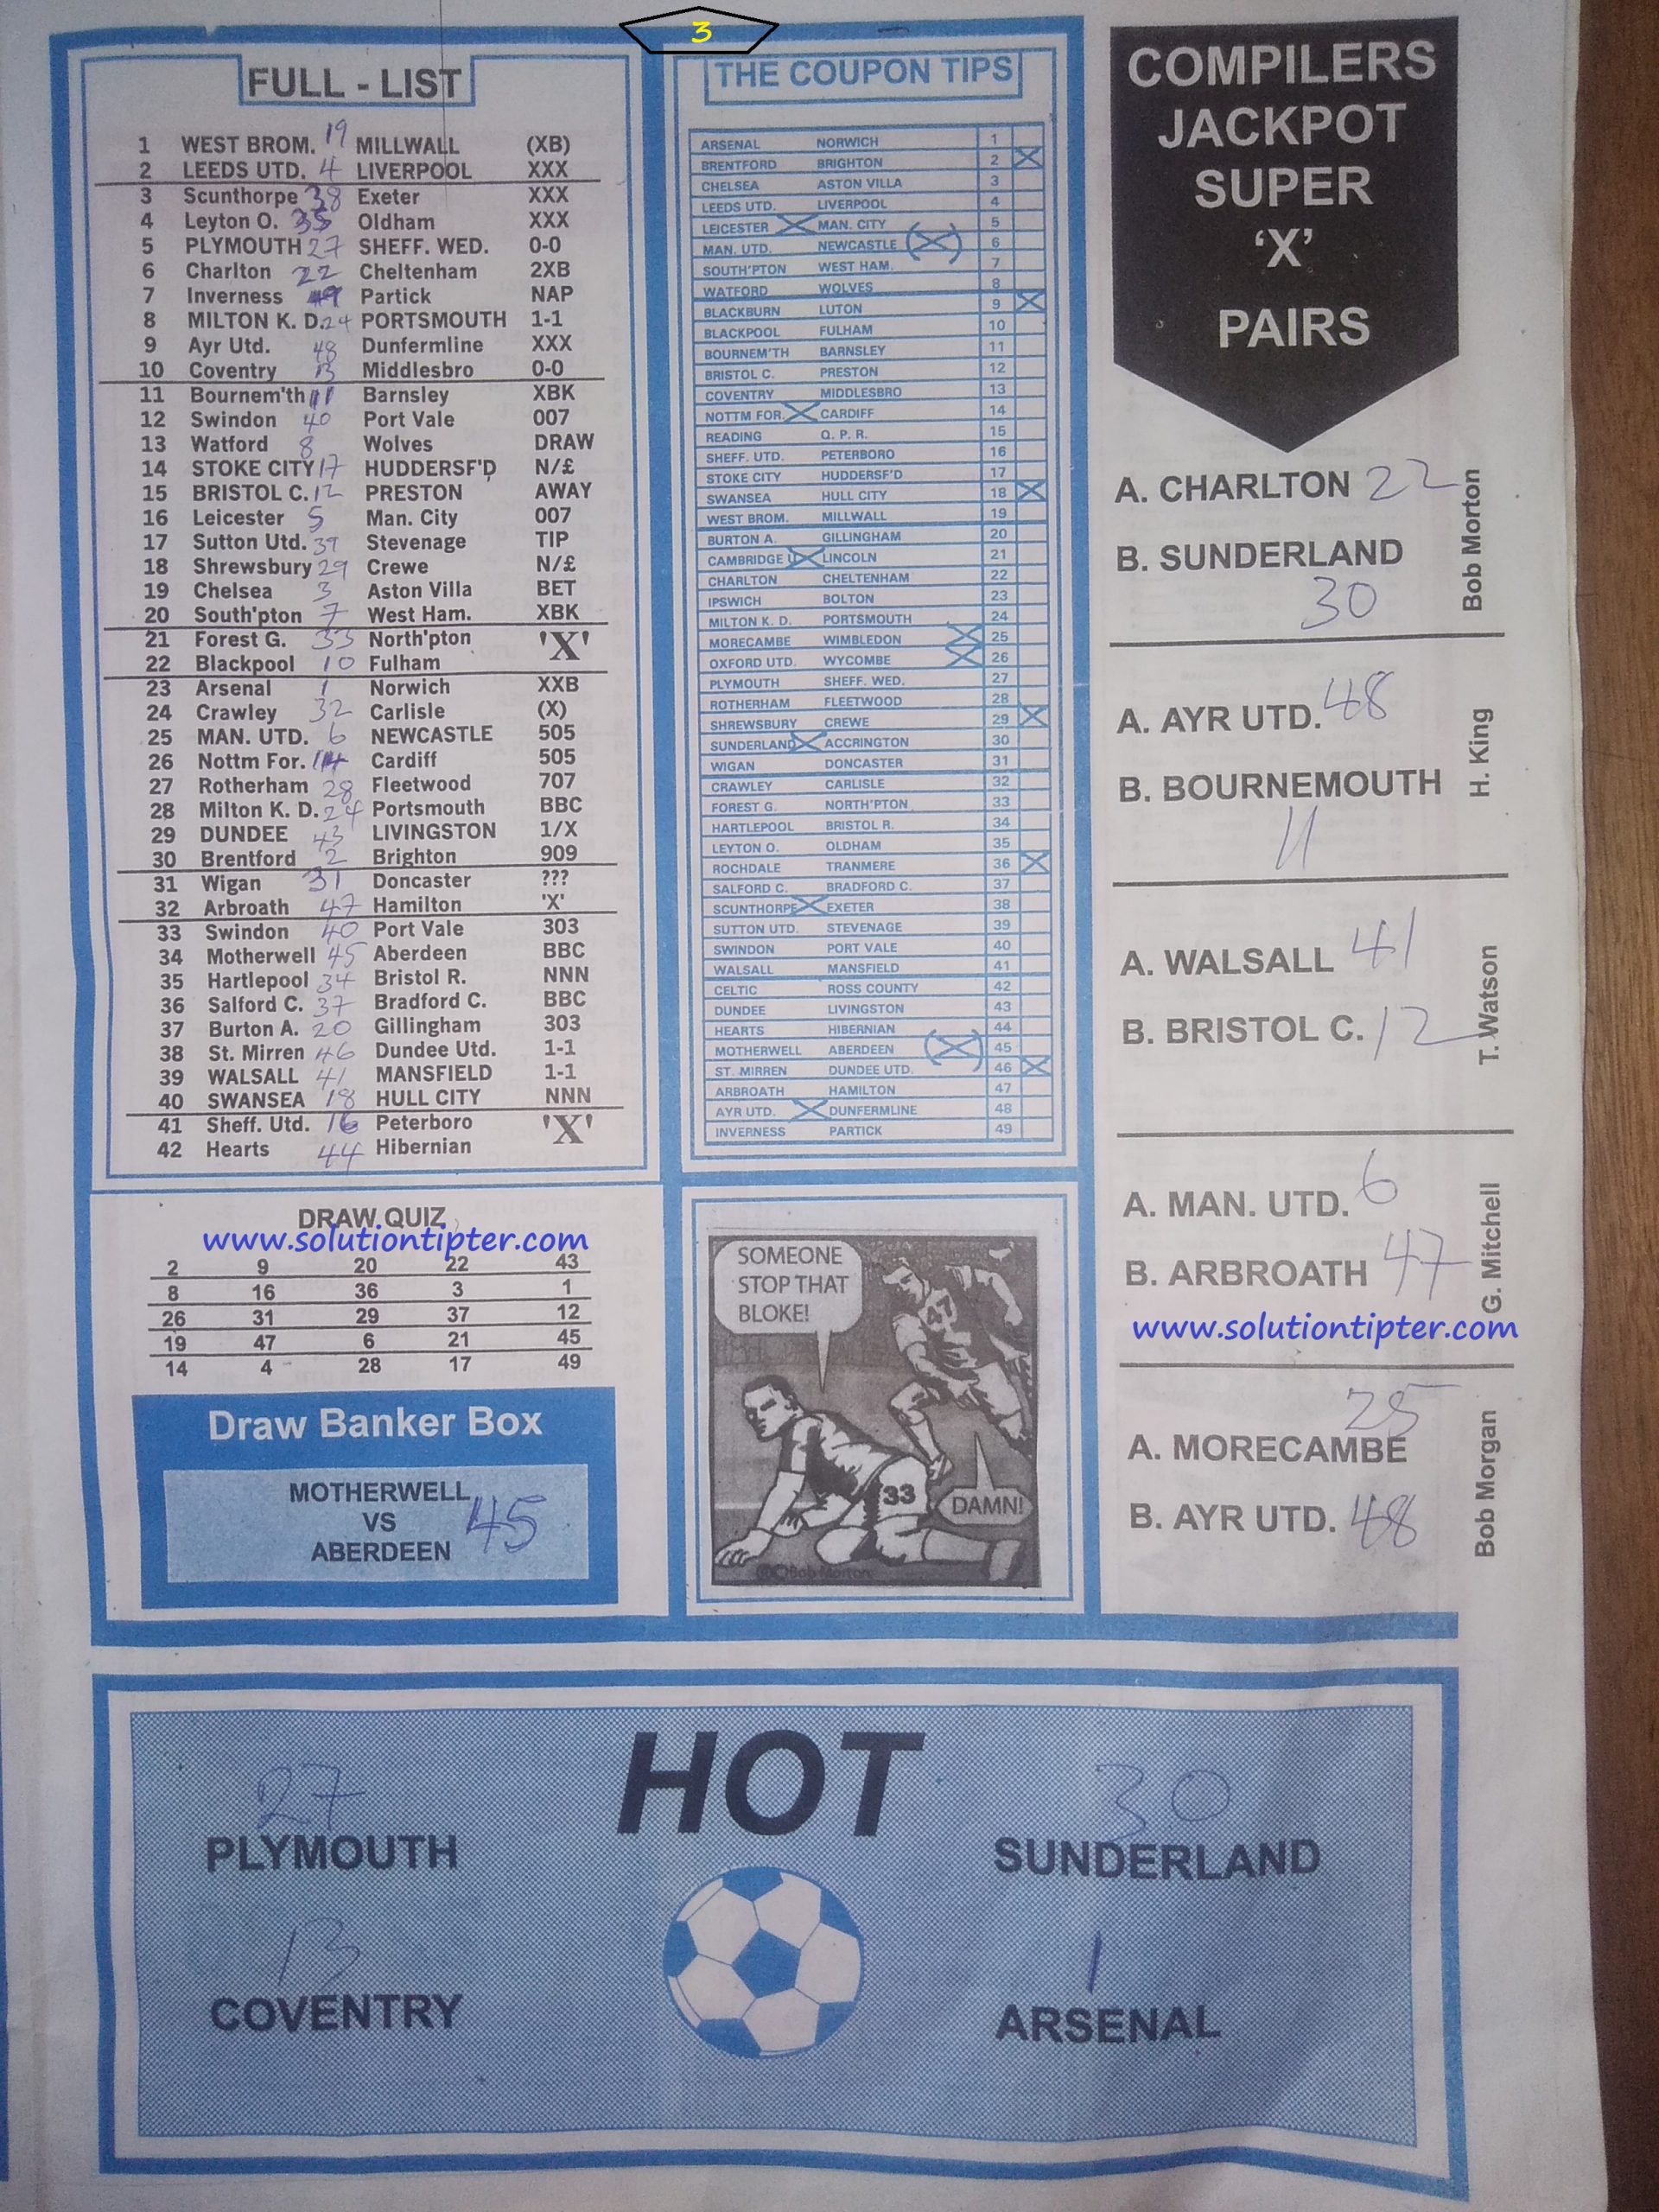 3
FULL - LIST
1 WEST BROM. 19 MILLWALL (XB)
2 LEEDS UTD. 4 LIVERPOOL XXX
3 Scunthorpe 38 Exeter XXX
4 Leyton O. 35 Oldham XXX
5 PLYMOUTH 27 SHEFF. WED. 0-0
6 Charlton 22 Cheltenham 2XB
7 Inverness 49 Partick NAP
8 MILTON K. D. 24 PORTSMOUTH 1-1
9 Ayr Utd. 48 Dunfermline XXX
10 Coventry 13 Middlesbro 0-0
11 Bournem'th 11 Barnsley XBK
12 Swindon 40 Port Vale 007
13 Watford 8 Wolves DRAW
14 STOKE CITY 17 HUDDERSF'D N/£
15 BRISTOL C. 12 PRESTON AWAY
16 Leicester 5 Man. City 007
17 Sutton Utd. 39 Stevenage TIP
18 Shrewsbury 29 Crewe N/£
19 Chelsea 3 Aston Villa BET
20 South'pton 7 West Ham. XBK
21 Forest G. 33 North'pton 'X'
22 Blackpool 10 Fulham
23 Arsenal 1 Norwich XXB
24 Crawley 32 Carlisle (X)
25 MAN. UTD. 6 NEWCASTLE 505
26 Nottm For. 14 Cardiff 505
27 Rotherham 28 Fleetwood 707
28 Milton K. D. 24 Portsmouth BBC
29 DUNDEE 43 LIVINGSTON 1/X
30 Brentford 2 Brighton 909
31 Wigan 31 Doncaster ???
32 Arbroath 47 Hamilton 'X'
33 Swindon 40 Port Vale 303
34 Motherwell 45 Aberdeen BBC
35 Hartlepool 34 Bristol R. NNN
36 Salford C. 37 Bradford C. BBC
37 Burton A. 20 Gillingham 303
38 St. Mirren 46 Dundee Utd. 1-1
39 WALSALL 41 MANSFIELD 1-1
40 SWANSEA 18 HULL CITY NNN
41 Sheff. Utd. 16 Peterboro 'X'
42 Hearts 44 Hibernian
THE COUPON TIPS
ARSENAL NORWICH 1
BRENTFORD BRIGHTON 2 X
CHELSEA ASTON VILLA 3
LEEDS UTD. LIVERPOOL 4
LEICESTER X MAN. CITY 5
MAN. UTD. NEWCASTLE (X) 6
SOUTH'PTON WEST HAM. 7
WATFORD WOLVES 8
BLACKBURN LUTON 9 X
BLACKPOOL FULHAM 10
BOURNEM'TH BARNSLEY 11
BRISTOL C. PRESTON 12
COVENTRY MIDDLESBRO 13
NOTTM FOR. X CARDIFF 14
READING Q. P. R. 15
SHEFF. UTD. PETERBORO 16
STOKE CITY HUDDERSF'D 17
SWANSEA HULL CITY 18 X
WEST BROM. MILLWALL 19
BURTON A. GILLINGHAM 20
CAMBRIDGE U X LINCOLN 21
CHARLTON CHELTENHAM 22
IPSWICH BOLTON 23
MILTON K. D. PORTSMOUTH 24
MORECAMBE WIMBLEDON X 25
OXFORD UTD. WYCOMBE X 26
PLYMOUTH SHEFF. WED. 27
ROTHERHAM FLEETWOOD 28
SHREWSBURY CREWE 29 X
SUNDERLAND X ACCRINGTON 30
WIGAN DONCASTER 31
CRAWLEY CARLISLE 32
FOREST G. NORTH'PTON 33
HARTLEPOOL BRISTOL R. 34
LEYTON O. OLDHAM 35
ROCHDALE TRANMERE 36 X
SALFORD C. BRADFORD C. 37
SCUNTHORPE X EXETER 38
SUTTON UTD. STEVENAGE 39
SWINDON PORT VALE 40
WALSALL MANSFIELD 41
CELTIC ROSS COUNTY 42
DUNDEE LIVINGSTON 43
HEARTS HIBERNIAN 44
MOTHERWELL ABERDEEN (X) 45
ST. MIRREN DUNDEE UTD. 46 X
ARBROATH HAMILTON 47
AYR UTD. X DUNFERMLINE 48
INVERNESS PARTICK 49
COMPILERS
JACKPOT
SUPER
'X'
PAIRS
A. CHARLTON 22
B. SUNDERLAND
30
Bob Morton
A. AYR UTD. 48
B. BOURNEMOUTH
11
H. King
A. WALSALL 41
B. BRISTOL C. 12
T. Watson
A. MAN. UTD. 6
B. ARBROATH 47
G. Mitchell
www.solutiontipter.com
25
A. MORECAMBE
B. AYR UTD. 48
Bob Morgan
DRAW QUIZ
www.solutiontipter.com
2 9 20 22 43
8 16 36 3 1
26 31 29 37 12
19 47 6 21 45
14 4 28 17 49
Draw Banker Box
MOTHERWELL
VS 45
ABERDEEN
SOMEONE
STOP THAT
BLOKE!
47
33
DAMN!
©Bob Morton
HOT
27
PLYMOUTH
30
SUNDERLAND
13
COVENTRY
1
ARSENAL